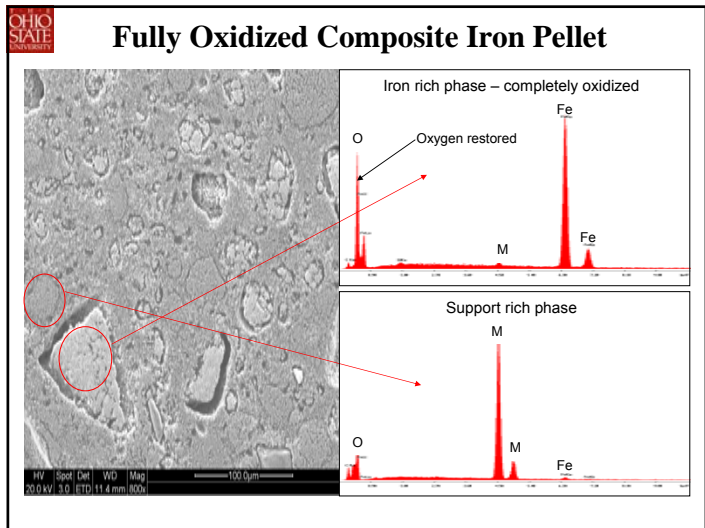 T · H · E
OHIO
STATE
UNIVERSITY
Fully Oxidized Composite Iron Pellet
Iron rich phase – completely oxidized
Fe
O
Oxygen restored
M
Fe
Support rich phase
M
O
M
Fe
HV Spot Det WD Mag
20.0 kV 3.0 ETD 11.4 mm 800x
100.0µm